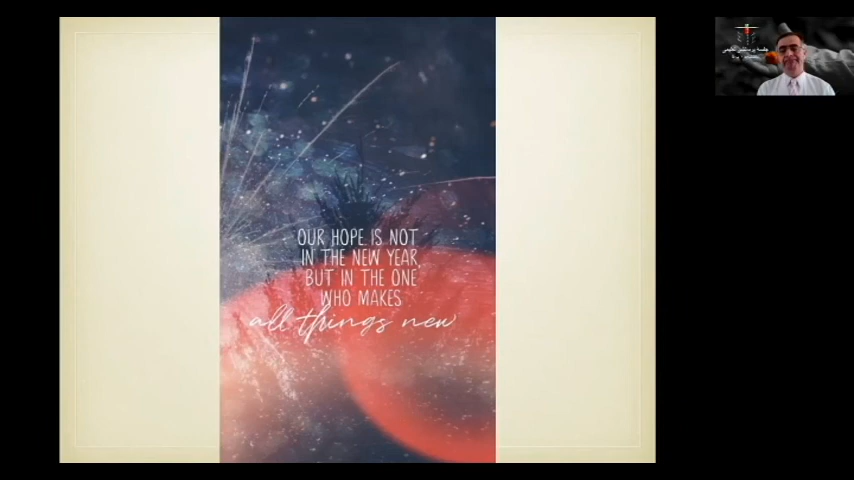 OUR HOPE IS NOT
IN THE NEW YEAR,
BUT IN THE ONE
WHO MAKES
all things new